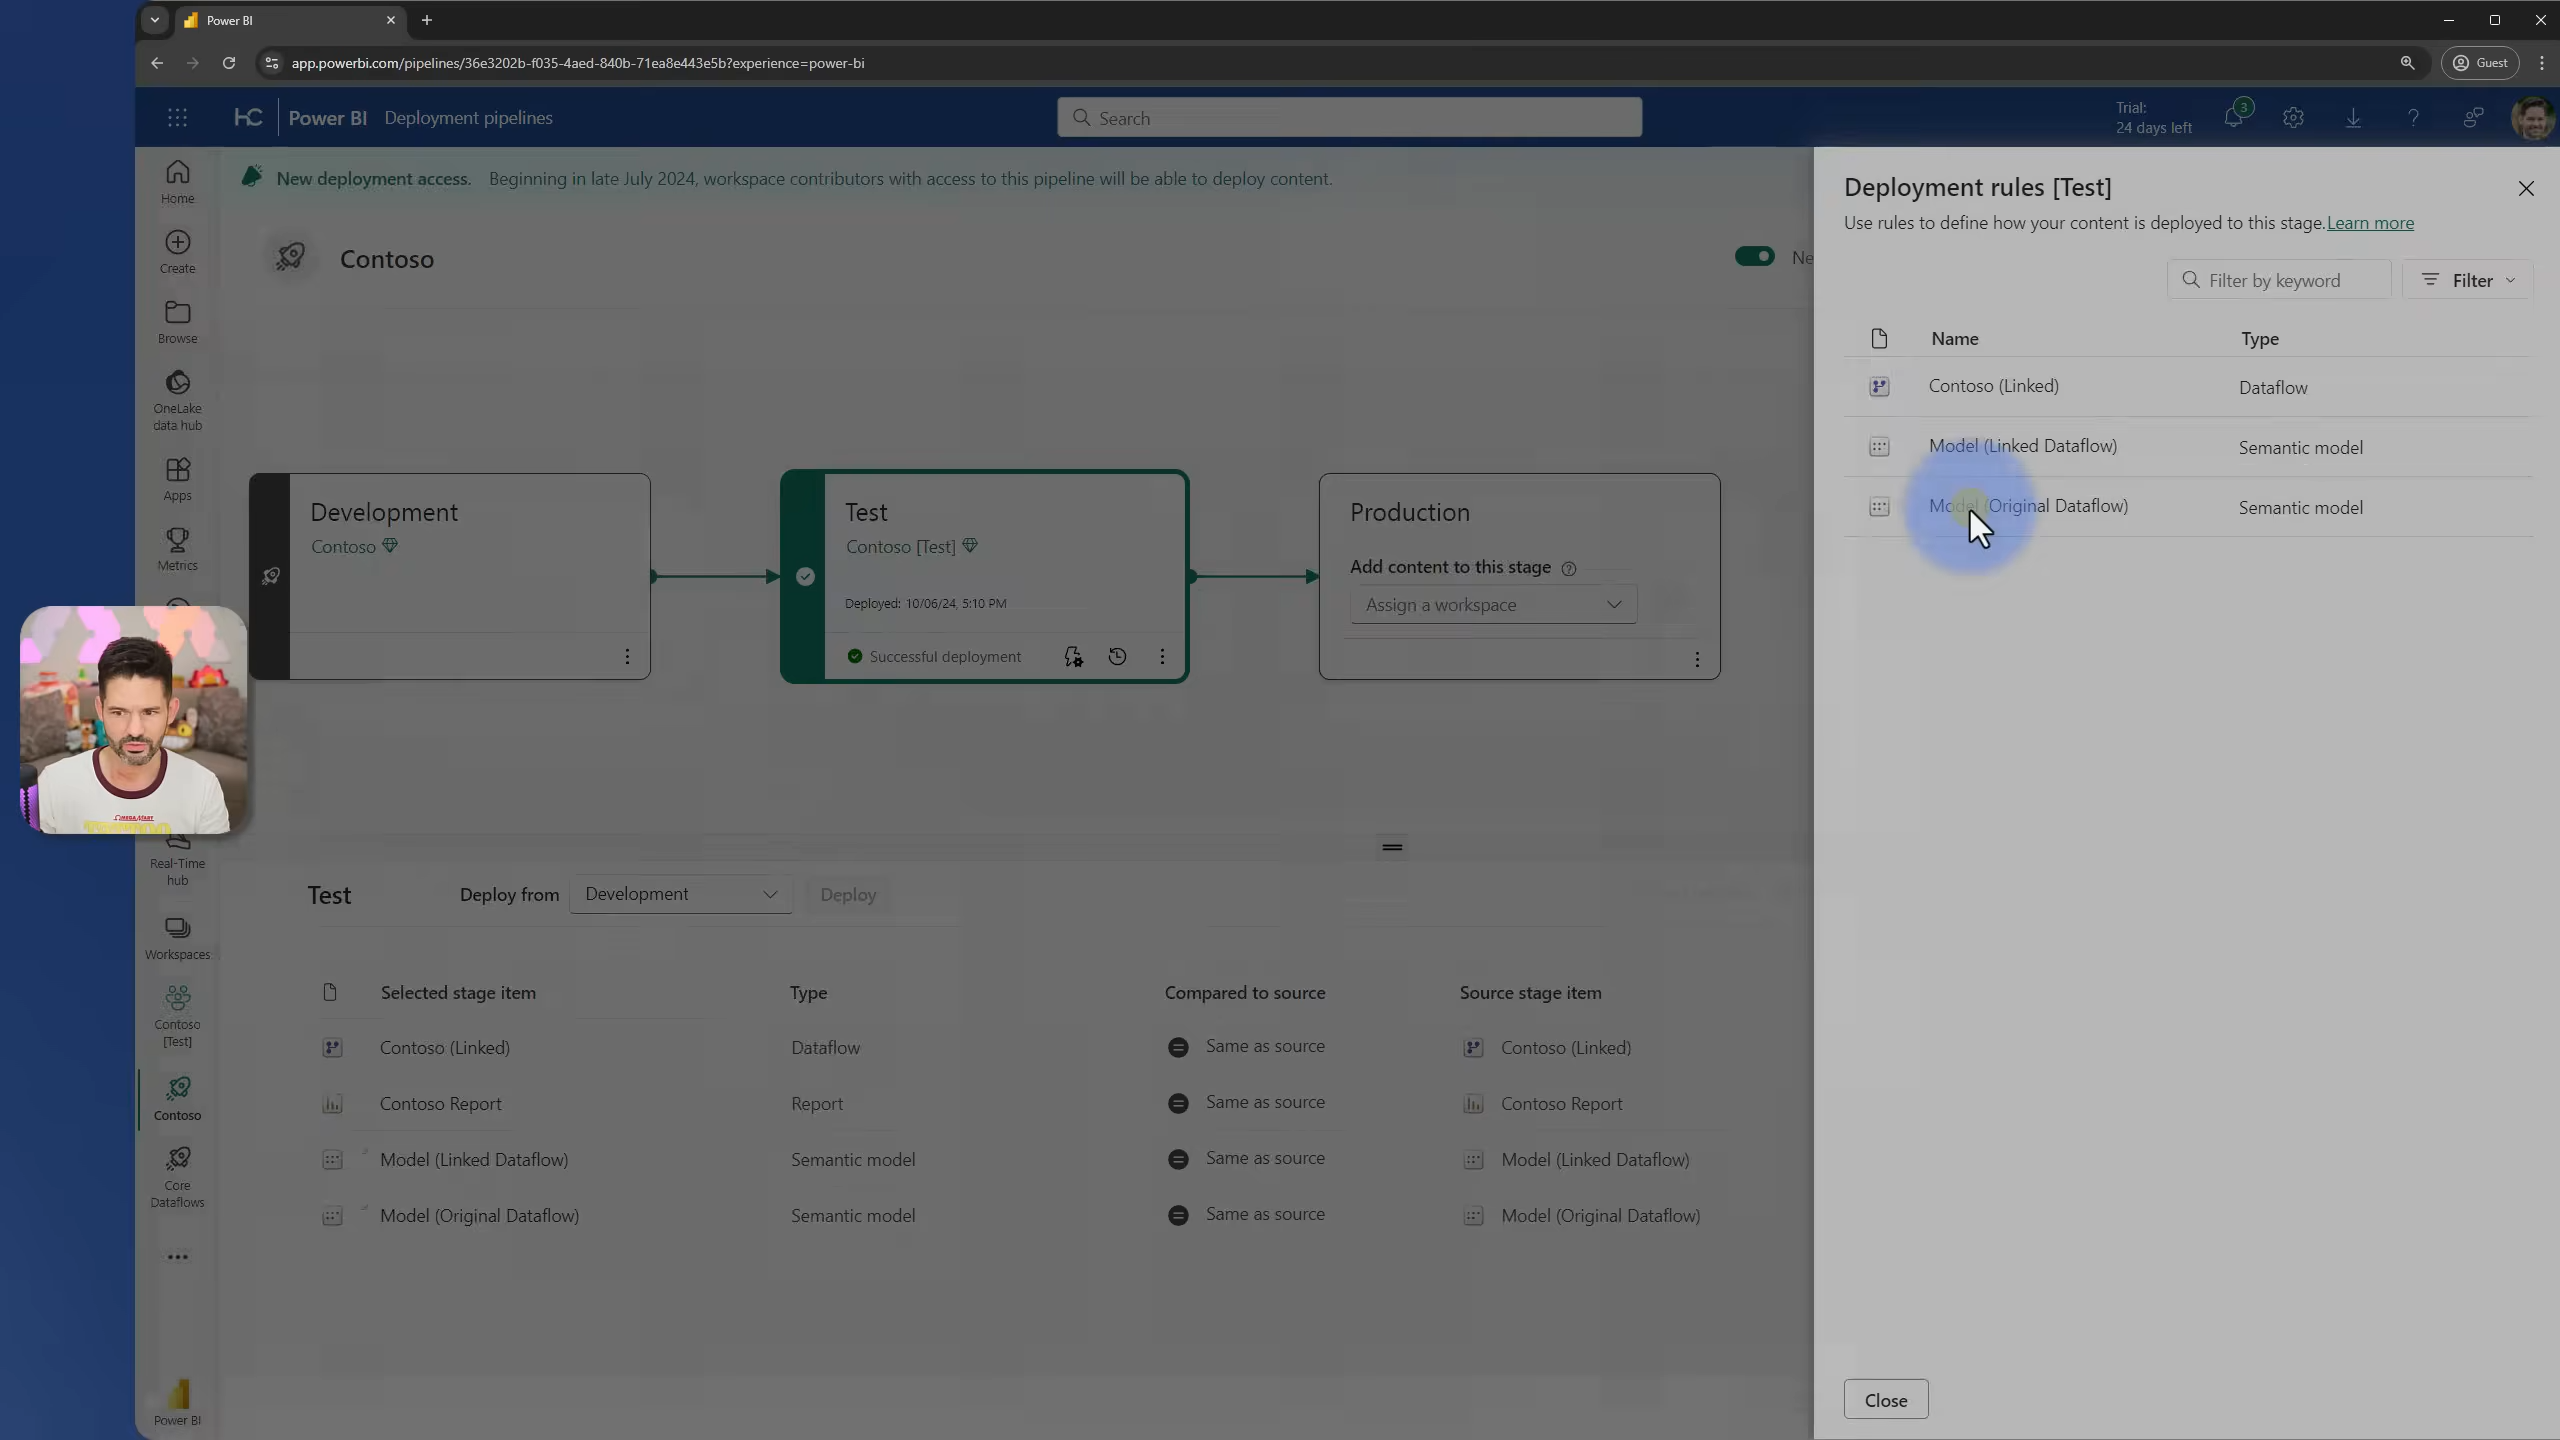 Power BI
app.powerbi.com/pipelines/36e3202b-f035-4aed-840b-71ea8e443e5b?experience=power-bi
Guest
HC
Power BI Deployment pipelines
Search
Trial:
24 days left
3
Home
Create
Browse
OneLake
data hub
Apps
Metrics
Real-Time
hub
Workspaces
Contoso
[Test]
Contoso
Core
Dataflows
Power BI
New deployment access. Beginning in late July 2024, workspace contributors with access to this pipeline will be able to deploy content.
Contoso
Ne
Development
Contoso
Test
Contoso [Test]
Deployed: 10/06/24, 5:10 PM
Successful deployment
Production
Add content to this stage
Assign a workspace
Test Deploy from Development Deploy
Selected stage item Type Compared to source Source stage item
Contoso (Linked) Dataflow Same as source Contoso (Linked)
Contoso Report Report Same as source Contoso Report
Model (Linked Dataflow) Semantic model Same as source Model (Linked Dataflow)
Model (Original Dataflow) Semantic model Same as source Model (Original Dataflow)
Deployment rules [Test]
Use rules to define how your content is deployed to this stage. Learn more
Filter by keyword Filter
Name Type
Contoso (Linked) Dataflow
Model (Linked Dataflow) Semantic model
Model (Original Dataflow) Semantic model
Close